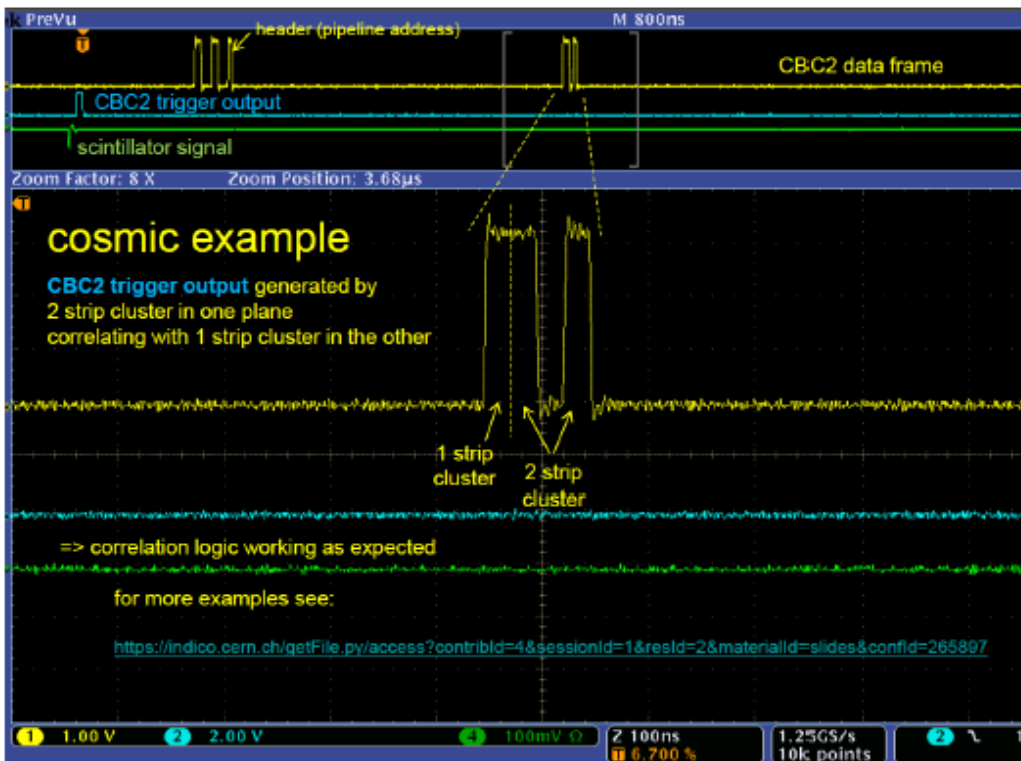 PreVu M 800ns
header (pipeline address)
CBC2 data frame
CBC2 trigger output
scintillator signal
Zoom Factor: 8 X Zoom Position: 3.68µs
cosmic example
CBC2 trigger output generated by
2 strip cluster in one plane
correlating with 1 strip cluster in the other
1 strip
cluster
2 strip
cluster
=> correlation logic working as expected
for more examples see:
https://indico.cern.ch/getFile.py/access?contribId=4&sessionId=1&resId=2&materialId=slides&confId=265897
1 1.00 V 2 2.00 V 4 100mV Ω Z 100ns 1.25GS/s 2
T 6.700 % 10k points